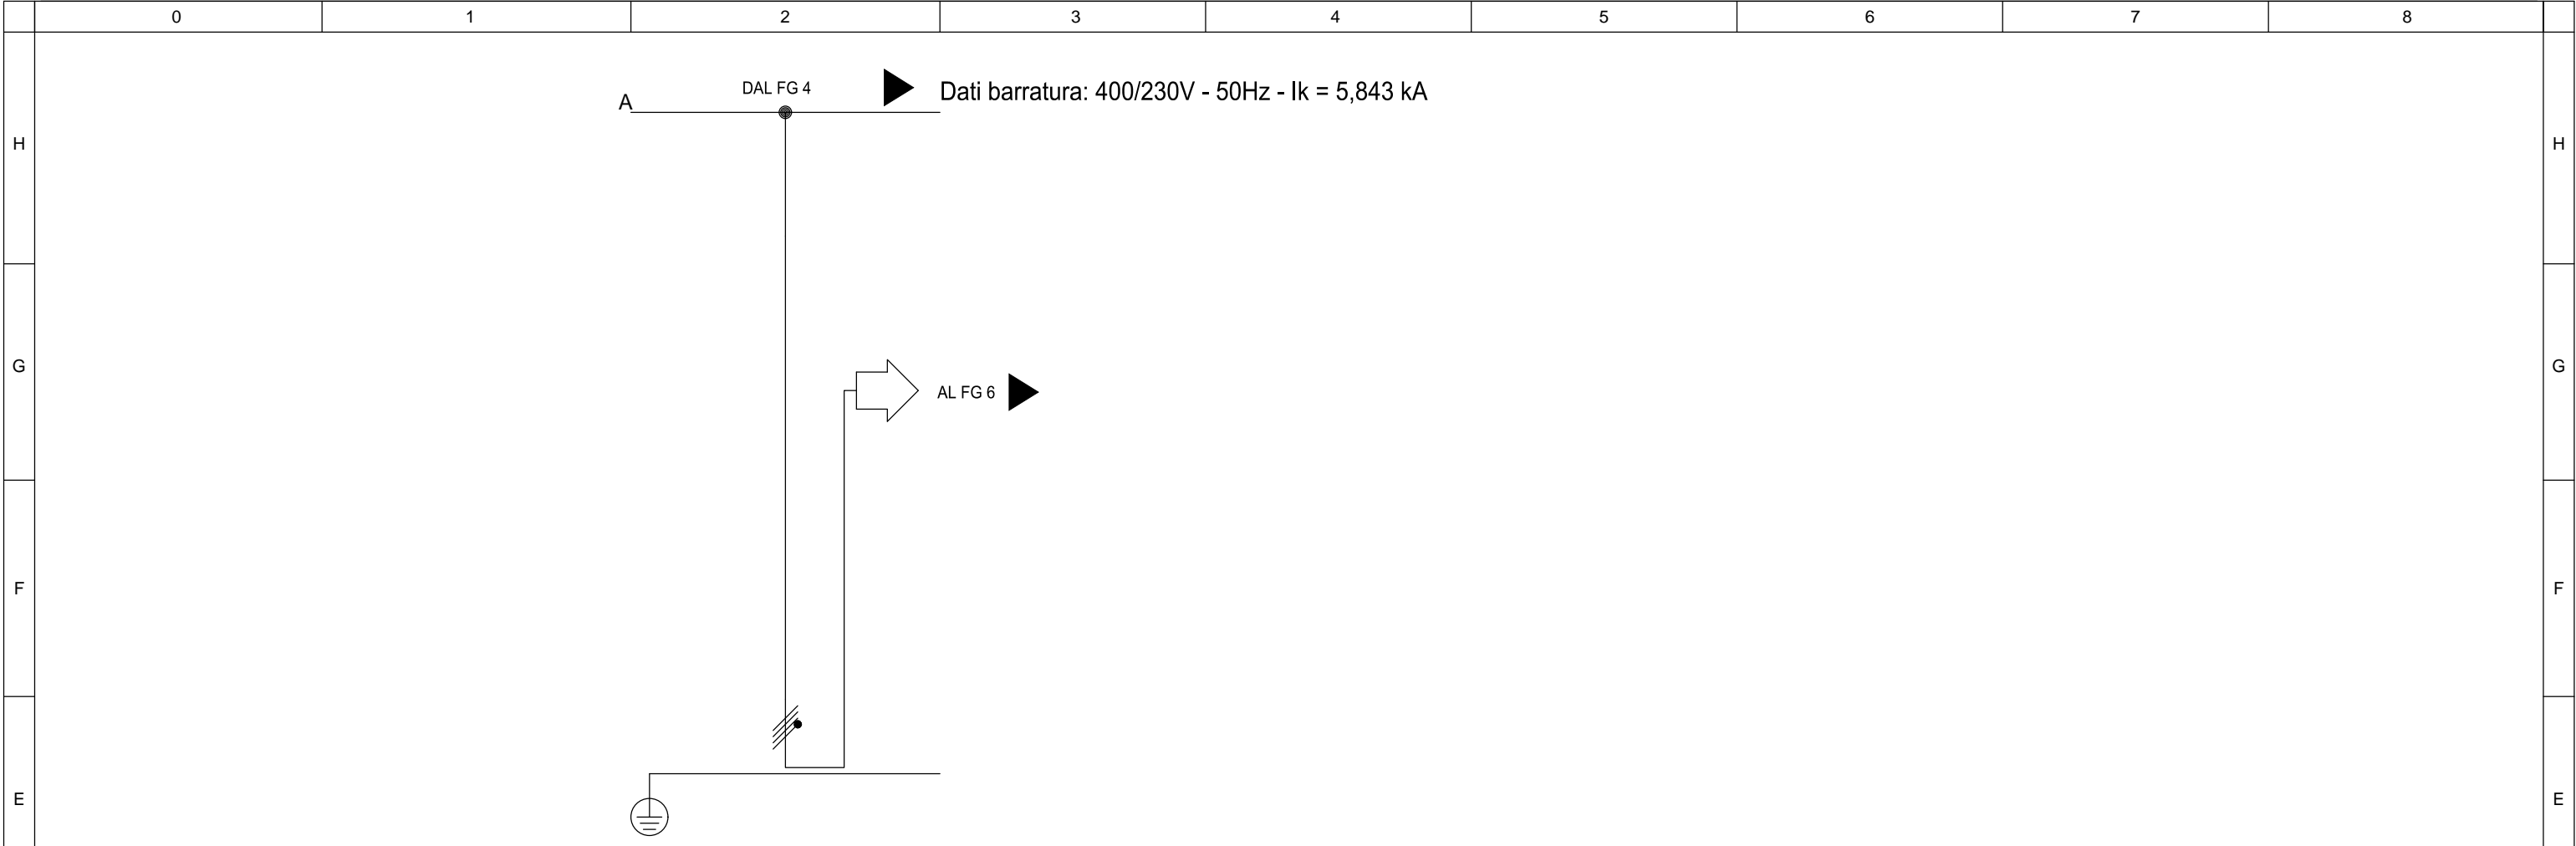 0 1 2 3 4 5 6 7 8
DAL FG 4
Dati barratura: 400/230V - 50Hz - Ik = 5,843 kA
A
H H
G G
AL FG 6
F F
E E